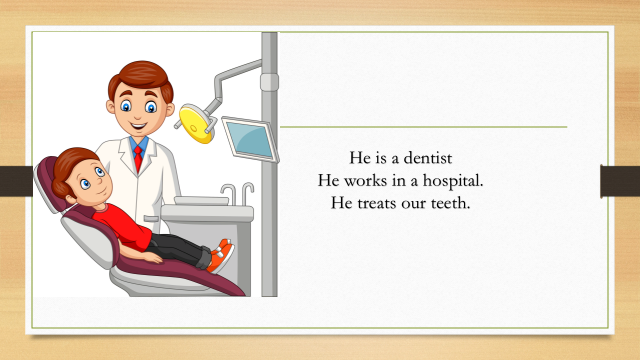 He is a dentist
He works in a hospital.
He treats our teeth.